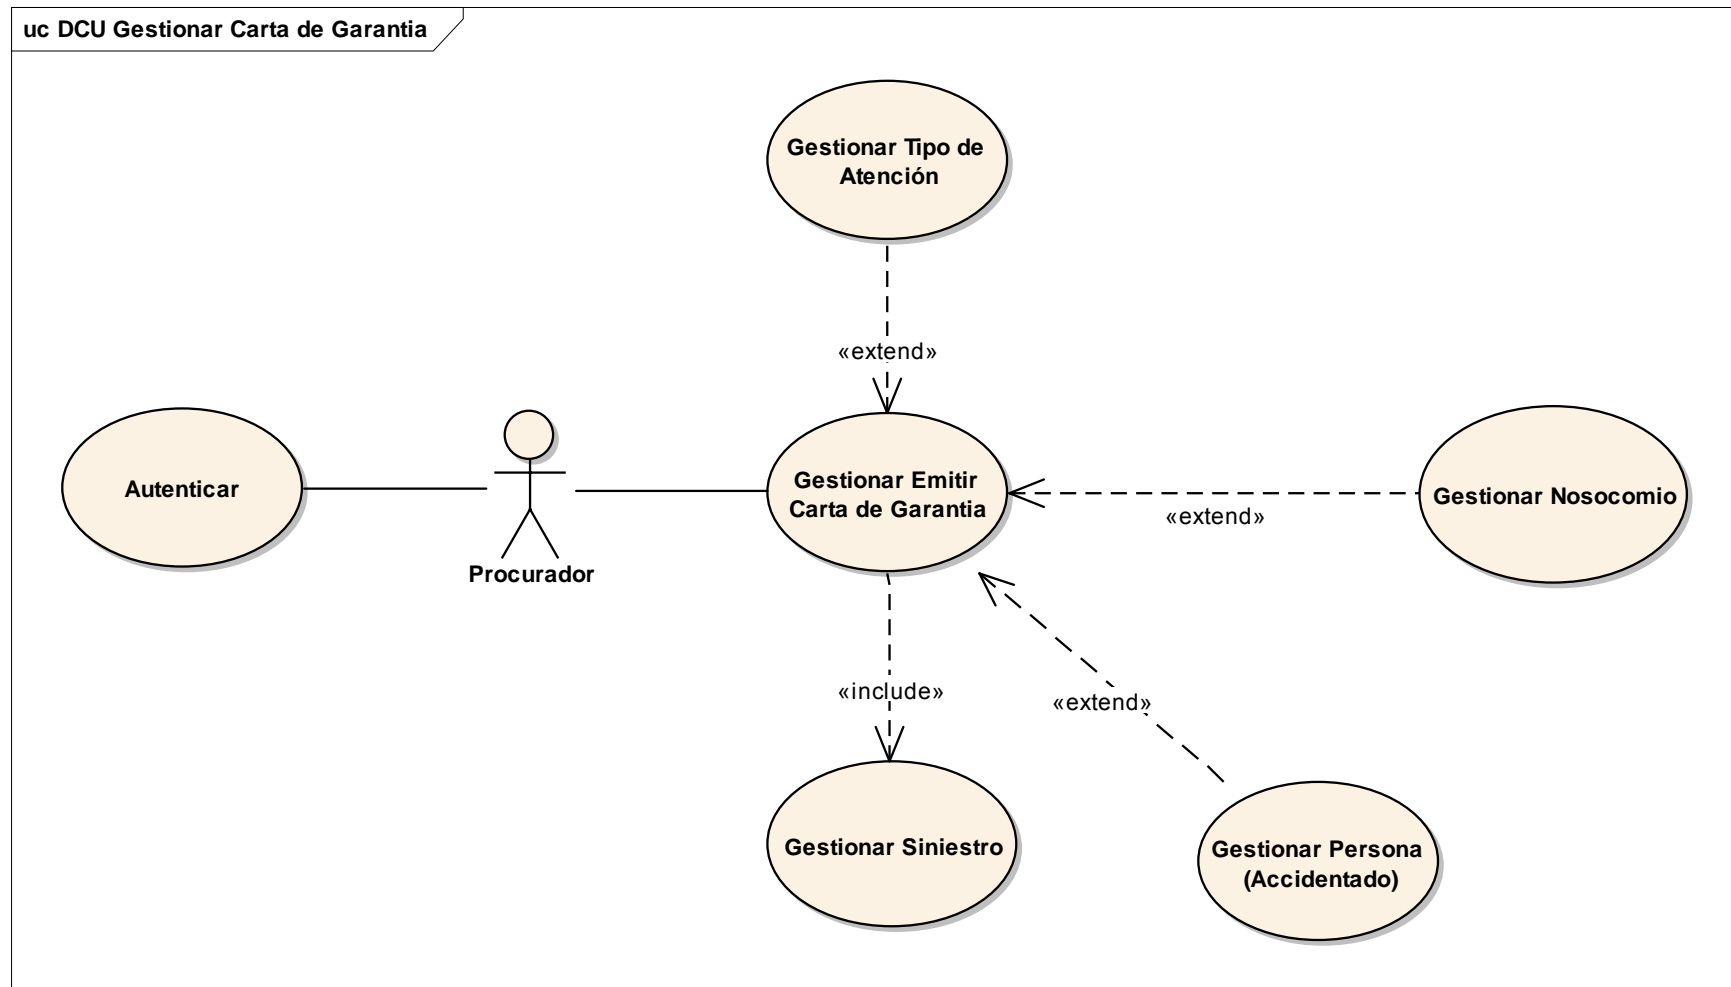 uc DCU Gestionar Carta de Garantia
Gestionar Tipo de
Atención
«extend»
Autenticar
Procurador
Gestionar Emitir
Carta de Garantia
«extend»
Gestionar Nosocomio
«include»
«extend»
Gestionar Siniestro
Gestionar Persona
(Accidentado)